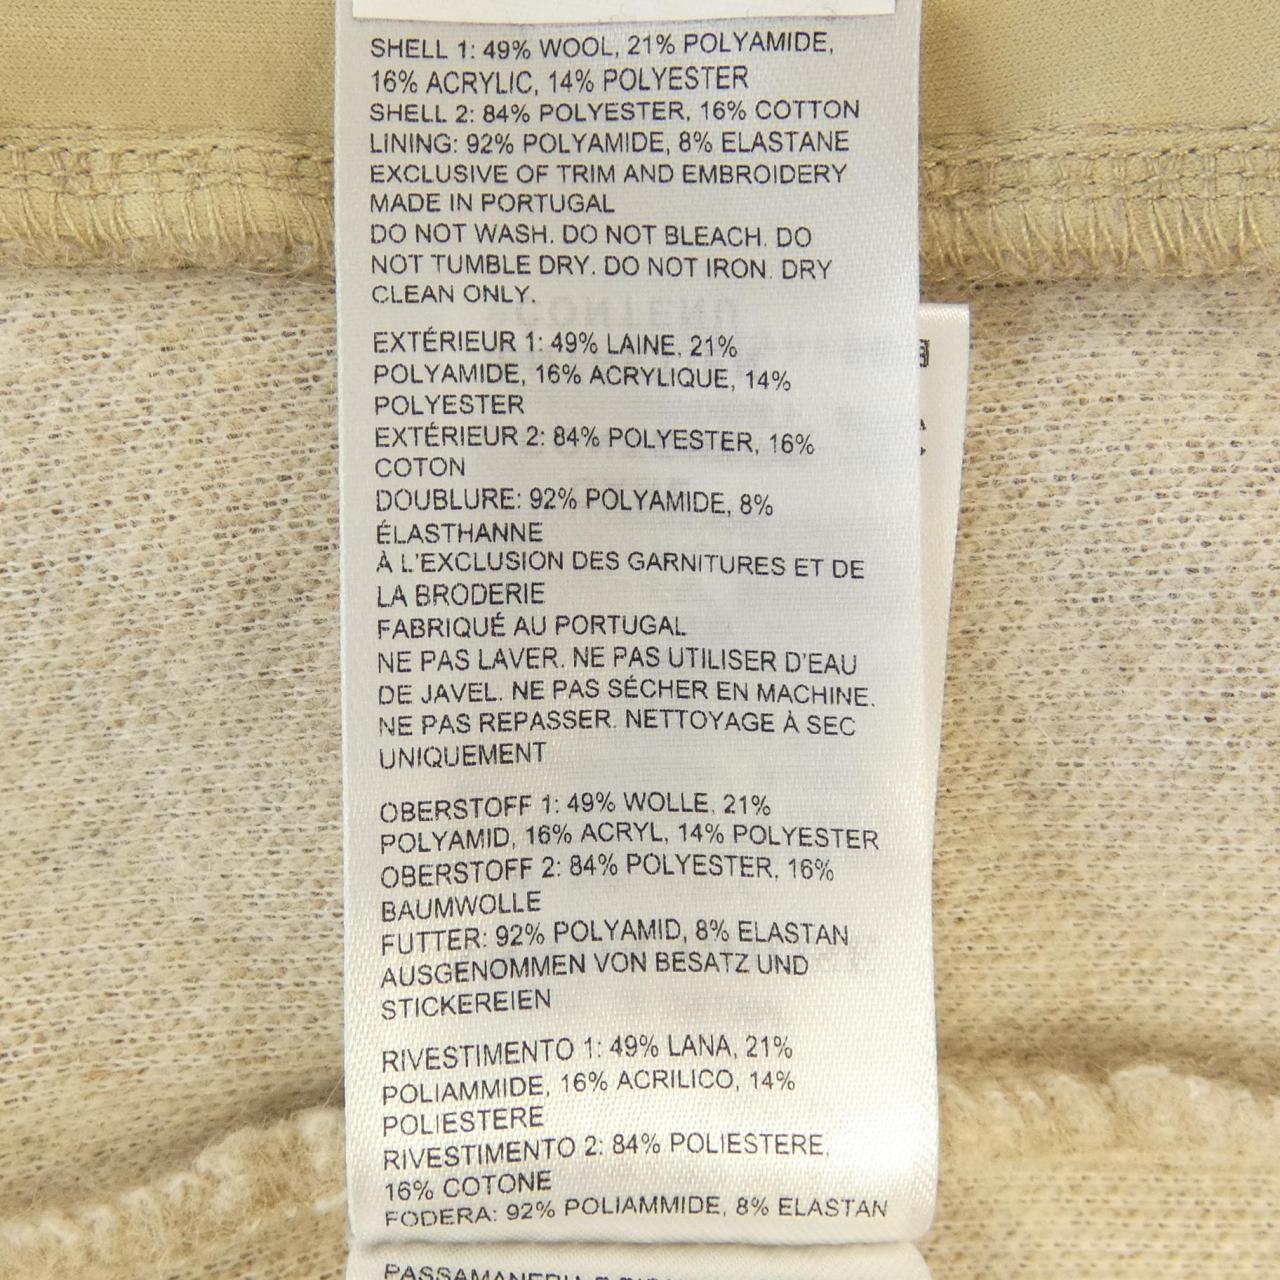 SHELL 1: 49% WOOL, 21% POLYAMIDE,
16% ACRYLIC, 14% POLYESTER
SHELL 2: 84% POLYESTER, 16% COTTON
LINING: 92% POLYAMIDE, 8% ELASTANE
EXCLUSIVE OF TRIM AND EMBROIDERY
MADE IN PORTUGAL
DO NOT WASH. DO NOT BLEACH. DO
NOT TUMBLE DRY. DO NOT IRON. DRY
CLEAN ONLY.
EXTÉRIEUR 1: 49% LAINE, 21%
POLYAMIDE, 16% ACRYLIQUE, 14%
POLYESTER
EXTÉRIEUR 2: 84% POLYESTER, 16%
COTON
DOUBLURE: 92% POLYAMIDE, 8%
ÉLASTHANNE
À L'EXCLUSION DES GARNITURES ET DE
LA BRODERIE
FABRIQUÉ AU PORTUGAL
NE PAS LAVER. NE PAS UTILISER D'EAU
DE JAVEL. NE PAS SÉCHER EN MACHINE.
NE PAS REPASSER. NETTOYAGE À SEC
UNIQUEMENT
OBERSTOFF 1: 49% WOLLE, 21%
POLYAMID, 16% ACRYL, 14% POLYESTER
OBERSTOFF 2: 84% POLYESTER, 16%
BAUMWOLLE
FUTTER: 92% POLYAMID, 8% ELASTAN
AUSGENOMMEN VON BESATZ UND
STICKEREIEN
RIVESTIMENTO 1: 49% LANA, 21%
POLIAMMIDE, 16% ACRILICO, 14%
POLIESTERE
RIVESTIMENTO 2: 84% POLIESTERE,
16% COTONE
FODERA: 92% POLIAMMIDE, 8% ELASTAN